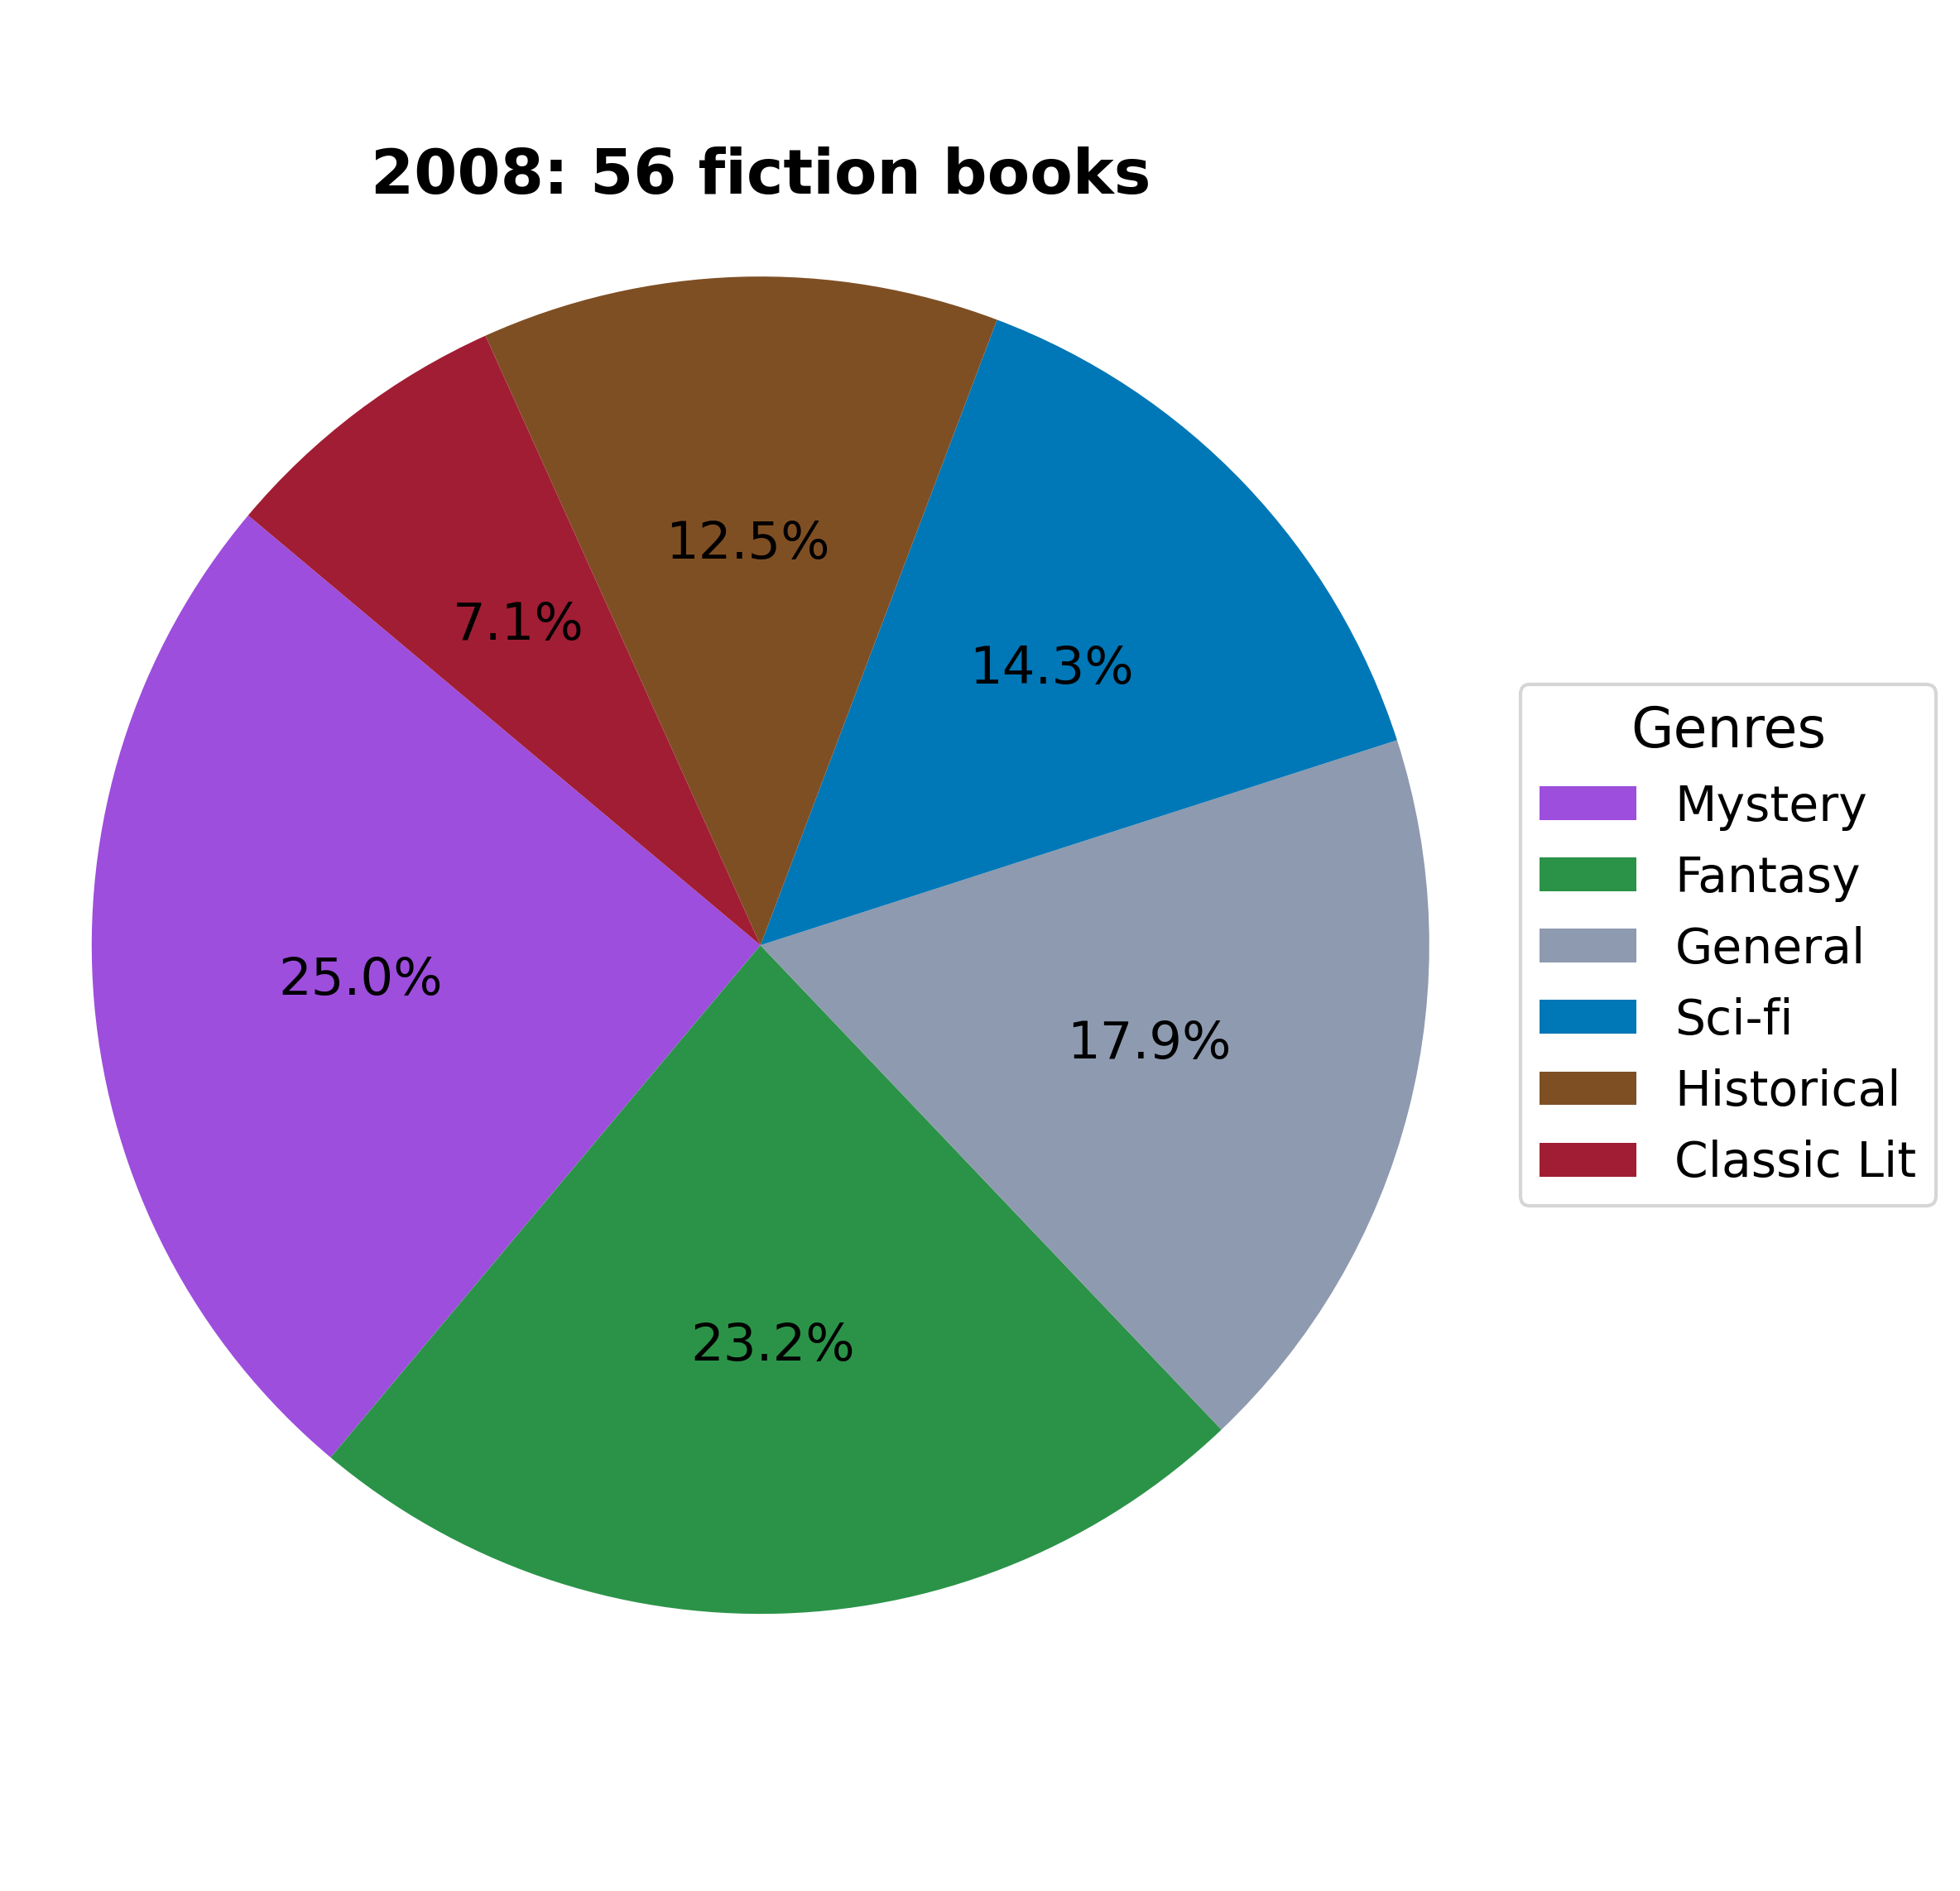 2008: 56 fiction books
12.5%
7.1%
14.3%
25.0%
17.9%
23.2%
Genres
Mystery
Fantasy
General
Sci-fi
Historical
Classic Lit